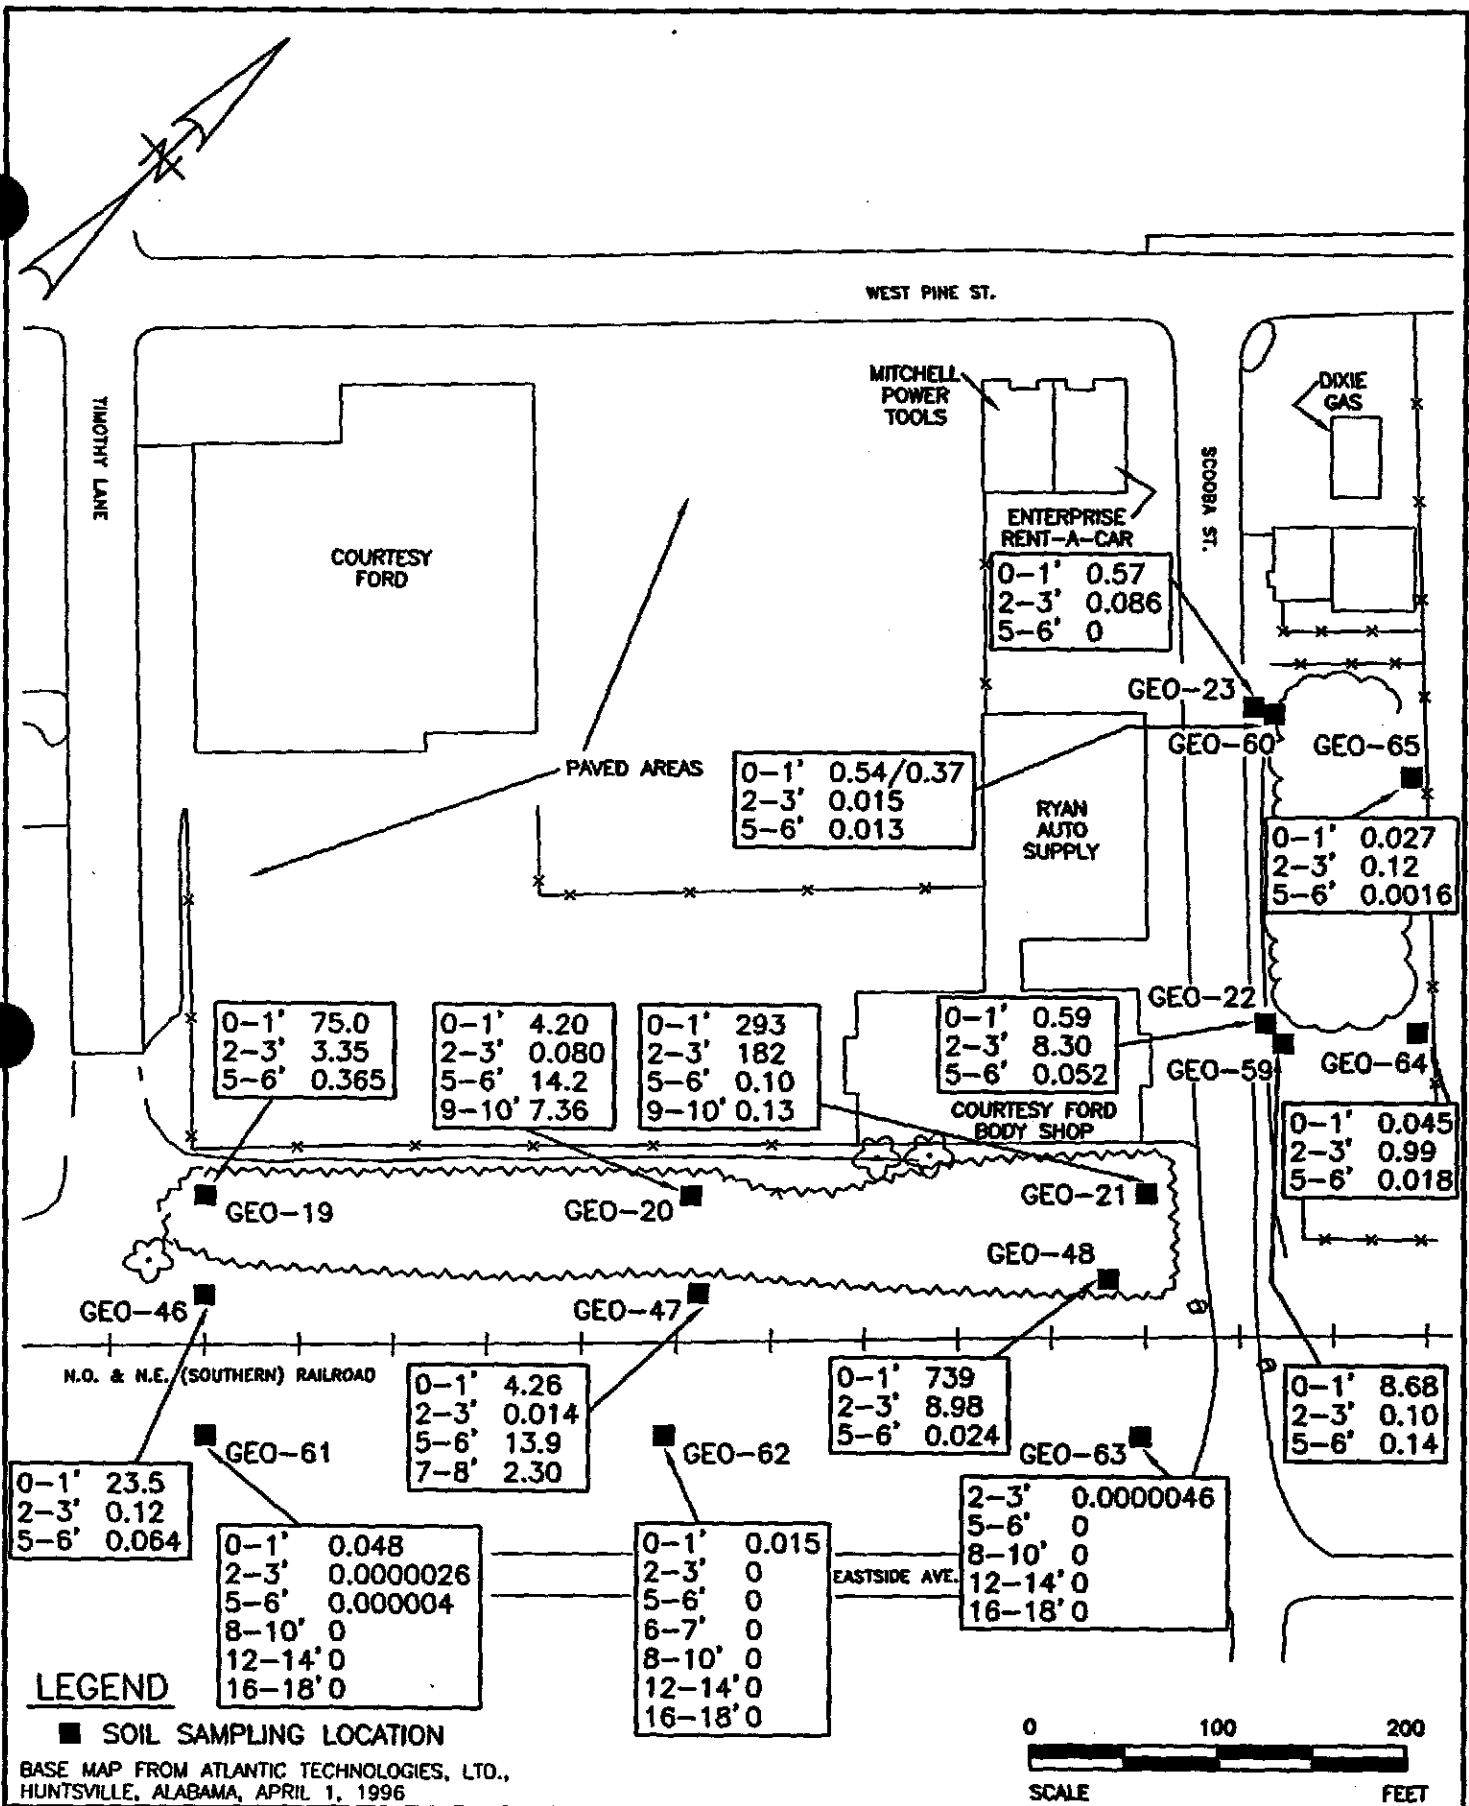 WEST PINE ST.
TIMOTHY LANE
COURTESY
FORD
MITCHELL
POWER
TOOLS
DIXIE
GAS
SCOOBA ST.
ENTERPRISE
RENT-A-CAR
0-1' 0.57
2-3' 0.086
5-6' 0
GEO-23
GEO-60
GEO-65
PAVED AREAS
0-1' 0.54/0.37
2-3' 0.015
5-6' 0.013
RYAN
AUTO
SUPPLY
0-1' 0.027
2-3' 0.12
5-6' 0.0016
0-1' 75.0
2-3' 3.35
5-6' 0.365
0-1' 4.20
2-3' 0.080
5-6' 14.2
9-10' 7.36
0-1' 293
2-3' 182
5-6' 0.10
9-10' 0.13
0-1' 0.59
2-3' 8.30
5-6' 0.052
GEO-22
GEO-59
GEO-64
COURTESY FORD
BODY SHOP
0-1' 0.045
2-3' 0.99
5-6' 0.018
GEO-19
GEO-20
GEO-21
GEO-48
GEO-46
GEO-47
N.O. & N.E. (SOUTHERN) RAILROAD
0-1' 4.26
2-3' 0.014
5-6' 13.9
7-8' 2.30
0-1' 739
2-3' 8.98
5-6' 0.024
0-1' 8.68
2-3' 0.10
5-6' 0.14
GEO-61
GEO-62
GEO-63
0-1' 23.5
2-3' 0.12
5-6' 0.064
0-1' 0.048
2-3' 0.0000026
5-6' 0.000004
8-10' 0
12-14' 0
16-18' 0
0-1' 0.015
2-3' 0
5-6' 0
6-7' 0
8-10' 0
12-14' 0
16-18' 0
EASTSIDE AVE.
2-3' 0.0000046
5-6' 0
8-10' 0
12-14' 0
16-18' 0
LEGEND
SOIL SAMPLING LOCATION
BASE MAP FROM ATLANTIC TECHNOLOGIES, LTD.,
HUNTSVILLE, ALABAMA, APRIL 1, 1996
0 100 200
SCALE FEET
N